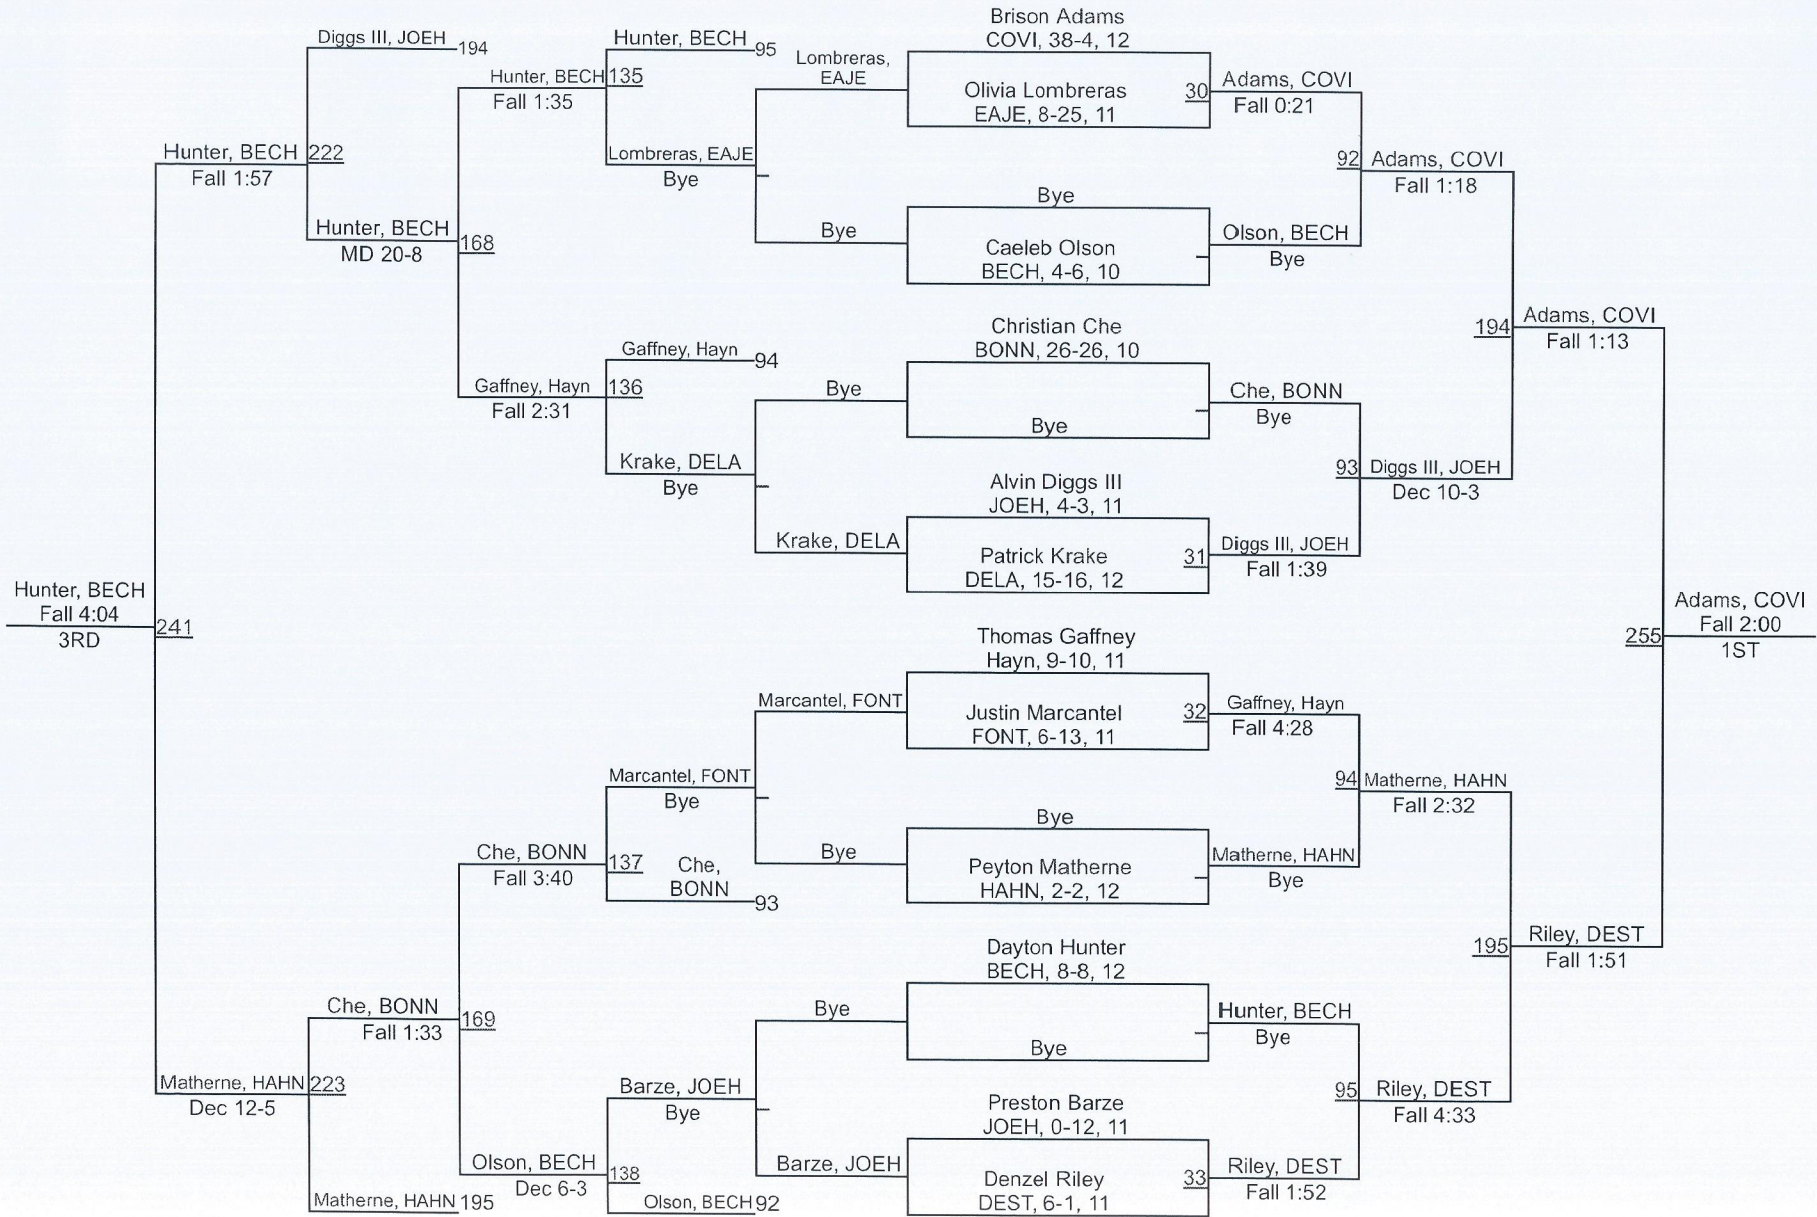 Diggs III, JOEH
194
Hunter, BECH
Fall 1:57
222
Hunter, BECH
MD 20-8
168
Hunter, BECH
Fall 1:35
135
Hunter, BECH
95
Lombreras, EAJE
Bye
Lombreras,
EAJE
Bye
Gaffney, Hayn
Fall 2:31
136
Gaffney, Hayn
94
Krake, DELA
Bye
Bye
Krake, DELA
Hunter, BECH
Fall 4:04
3RD
241
Marcantel, FONT
Marcantel, FONT
Bye
Bye
Che, BONN
Fall 3:40
137
Che,
BONN
93
Che, BONN
Fall 1:33
169
Matherne, HAHN
Dec 12-5
223
Matherne, HAHN
195
Bye
Barze, JOEH
Bye
Barze, JOEH
Olson, BECH
Dec 6-3
138
Olson, BECH
92
Brison Adams
COVI, 38-4, 12
Olivia Lombreras
EAJE, 8-25, 11
30
Bye
Caeleb Olson
BECH, 4-6, 10
Christian Che
BONN, 26-26, 10
Bye
Alvin Diggs III
JOEH, 4-3, 11
Patrick Krake
DELA, 15-16, 12
31
Thomas Gaffney
Hayn, 9-10, 11
Justin Marcantel
FONT, 6-13, 11
32
Bye
Peyton Matherne
HAHN, 2-2, 12
Dayton Hunter
BECH, 8-8, 12
Bye
Preston Barze
JOEH, 0-12, 11
Denzel Riley
DEST, 6-1, 11
33
Adams, COVI
Fall 0:21
92
Adams, COVI
Fall 1:18
Olson, BECH
Bye
194
Adams, COVI
Fall 1:13
Che, BONN
Bye
93
Diggs III, JOEH
Dec 10-3
Diggs III, JOEH
Fall 1:39
255
Adams, COVI
Fall 2:00
1ST
Gaffney, Hayn
Fall 4:28
94
Matherne, HAHN
Fall 2:32
Matherne, HAHN
Bye
195
Riley, DEST
Fall 1:51
Hunter, BECH
Bye
95
Riley, DEST
Fall 4:33
Riley, DEST
Fall 1:52